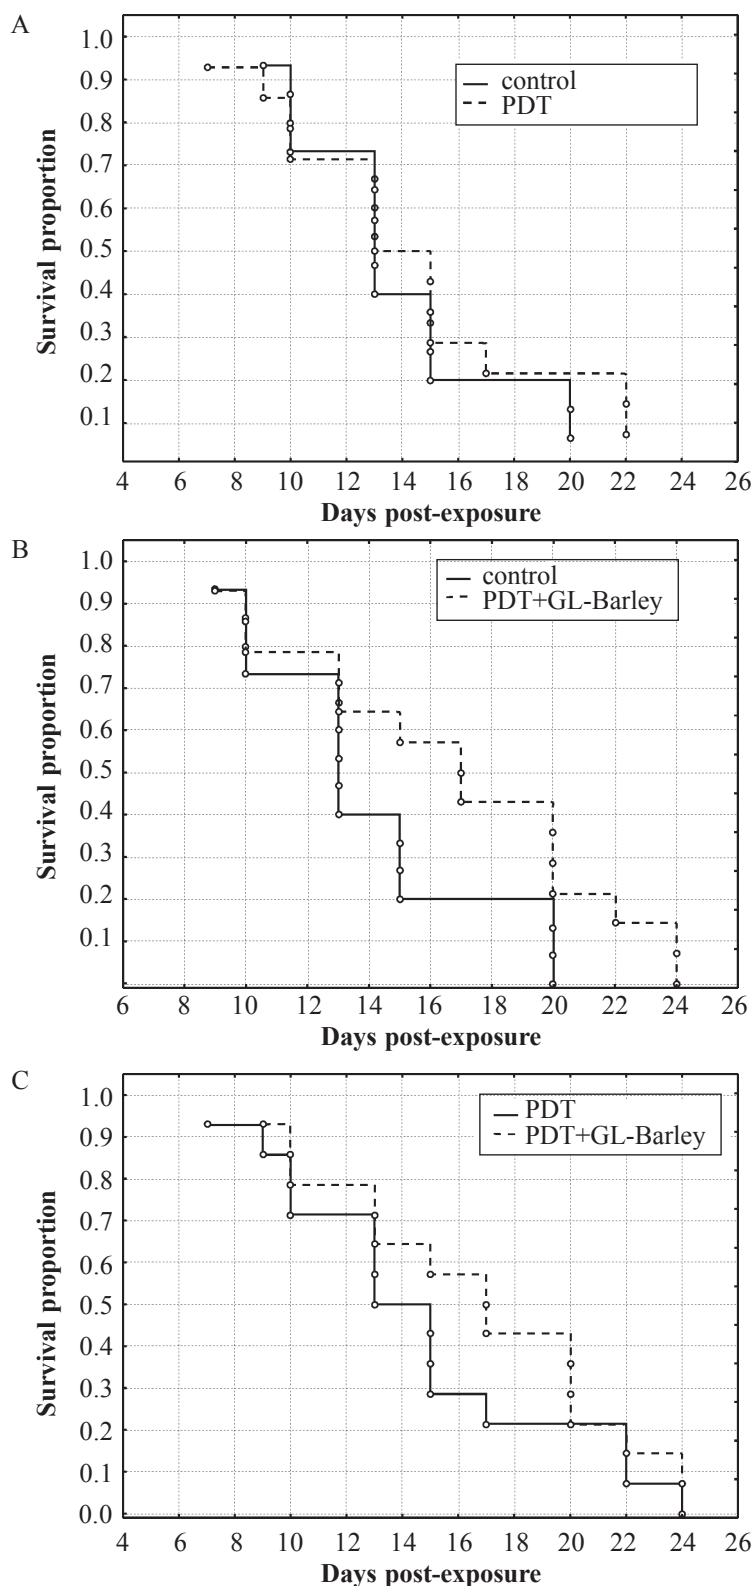 A
Survival proportion
1.0
0.9
0.8
0.7
0.6
0.5
0.4
0.3
0.2
0.1
control
PDT
4 6 8 10 12 14 16 18 20 22 24 26
Days post-exposure
B
Survival proportion
1.0
0.9
0.8
0.7
0.6
0.5
0.4
0.3
0.2
0.1
control
PDT+GL-Barley
6 8 10 12 14 16 18 20 22 24 26
Days post-exposure
C
Survival proportion
1.0
0.9
0.8
0.7
0.6
0.5
0.4
0.3
0.2
0.1
0.0
PDT
PDT+GL-Barley
4 6 8 10 12 14 16 18 20 22 24 26
Days post-exposure